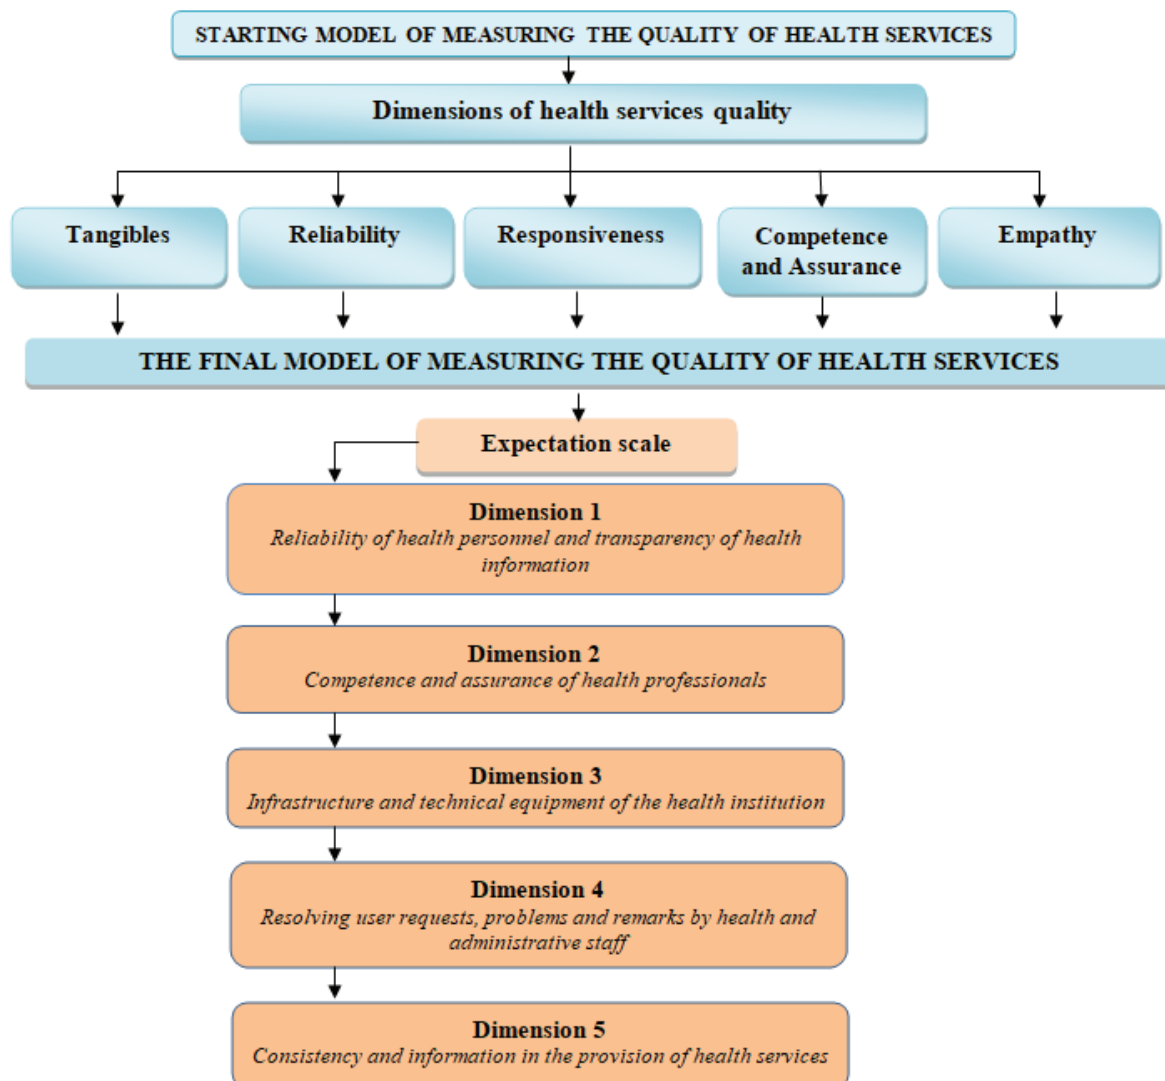 STARTING MODEL OF MEASURING THE QUALITY OF HEALTH SERVICES
Dimensions of health services quality
Tangibles
Reliability
Responsiveness
Competence
and Assurance
Empathy
THE FINAL MODEL OF MEASURING THE QUALITY OF HEALTH SERVICES
Expectation scale
Dimension 1
Reliability of health personnel and transparency of health
information
Dimension 2
Competence and assurance of health professionals
Dimension 3
Infrastructure and technical equipment of the health institution
Dimension 4
Resolving user requests, problems and remarks by health and
administrative staff
Dimension 5
Consistency and information in the provision of health services